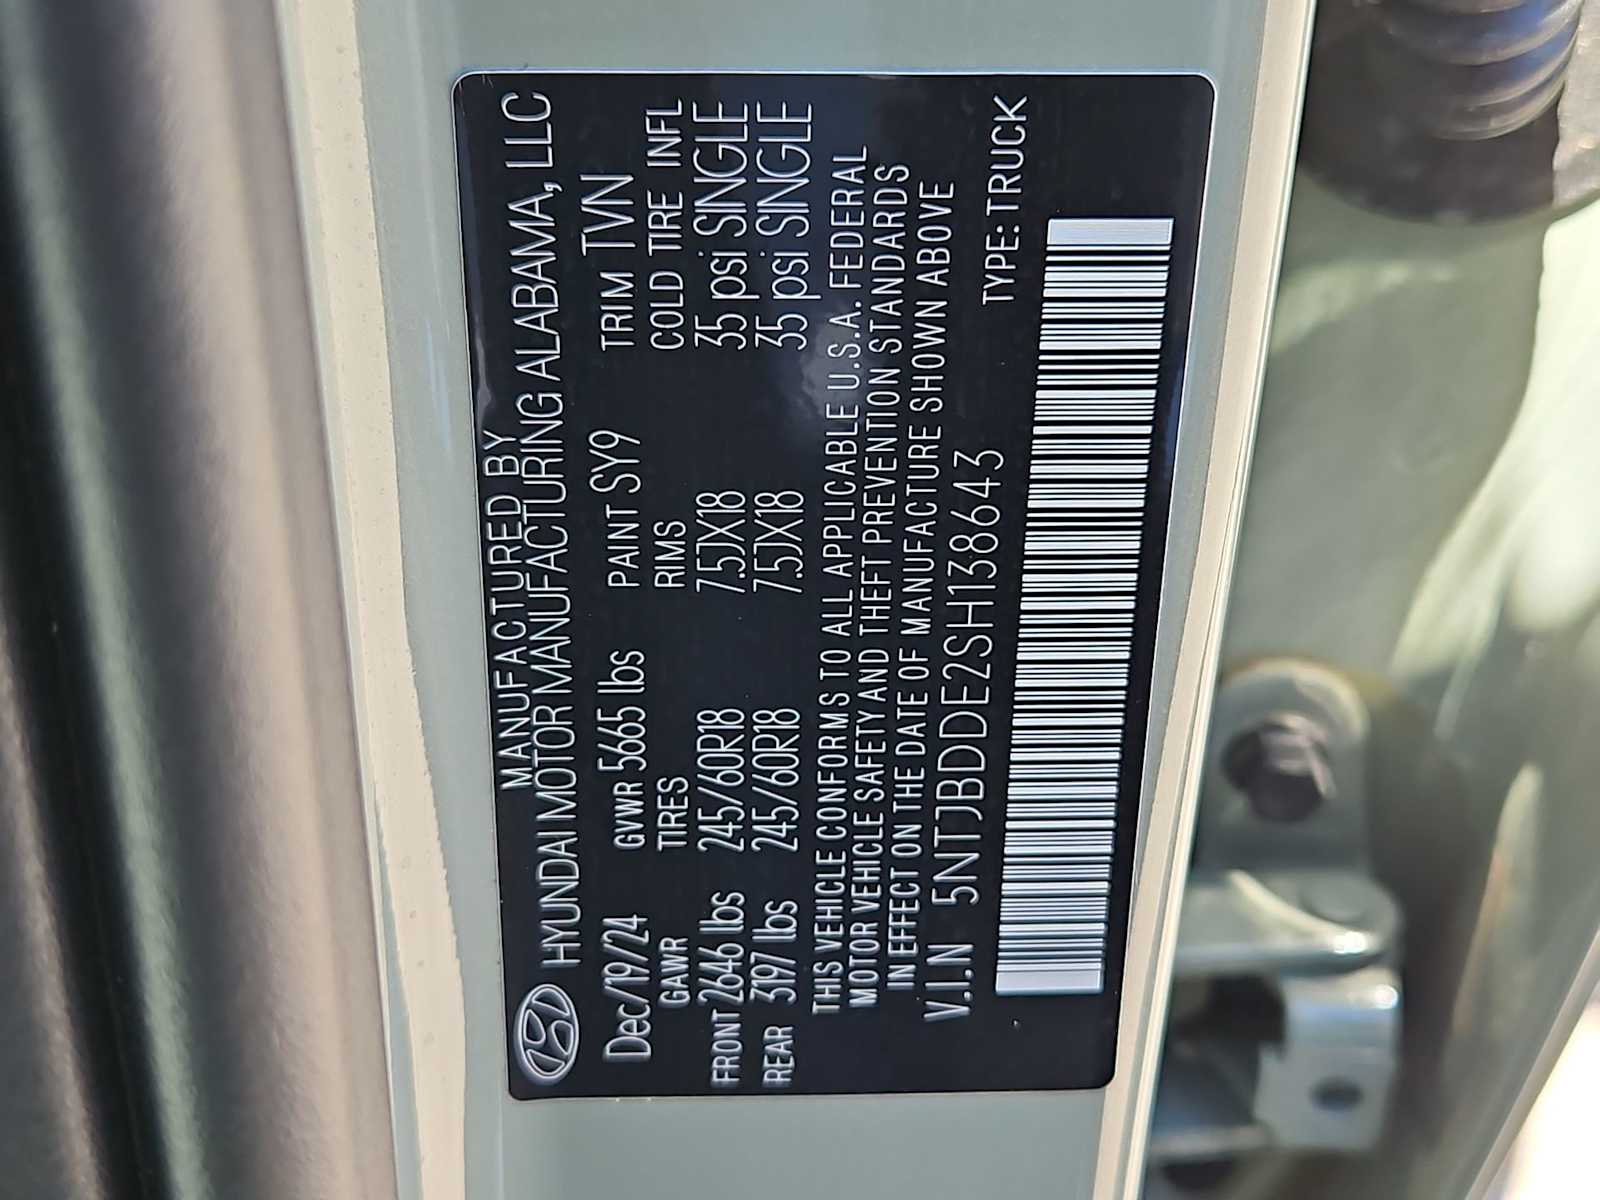 MANUFACTURED BY
HYUNDAI MOTOR MANUFACTURING ALABAMA, LLC
Dec/19/24 GVWR 5665 lbs PAINT SY9 TRIM TVN
GAWR TIRES RIMS COLD TIRE INFL
FRONT 2646 lbs 245/60R18 7.5JX18 35 psi SINGLE
REAR 3197 lbs 245/60R18 7.5JX18 35 psi SINGLE
THIS VEHICLE CONFORMS TO ALL APPLICABLE U.S.A. FEDERAL
MOTOR VEHICLE SAFETY AND THEFT PREVENTION STANDARDS
IN EFFECT ON THE DATE OF MANUFACTURE SHOWN ABOVE
V.I.N 5NTJBDDE2SH138643 TYPE:TRUCK